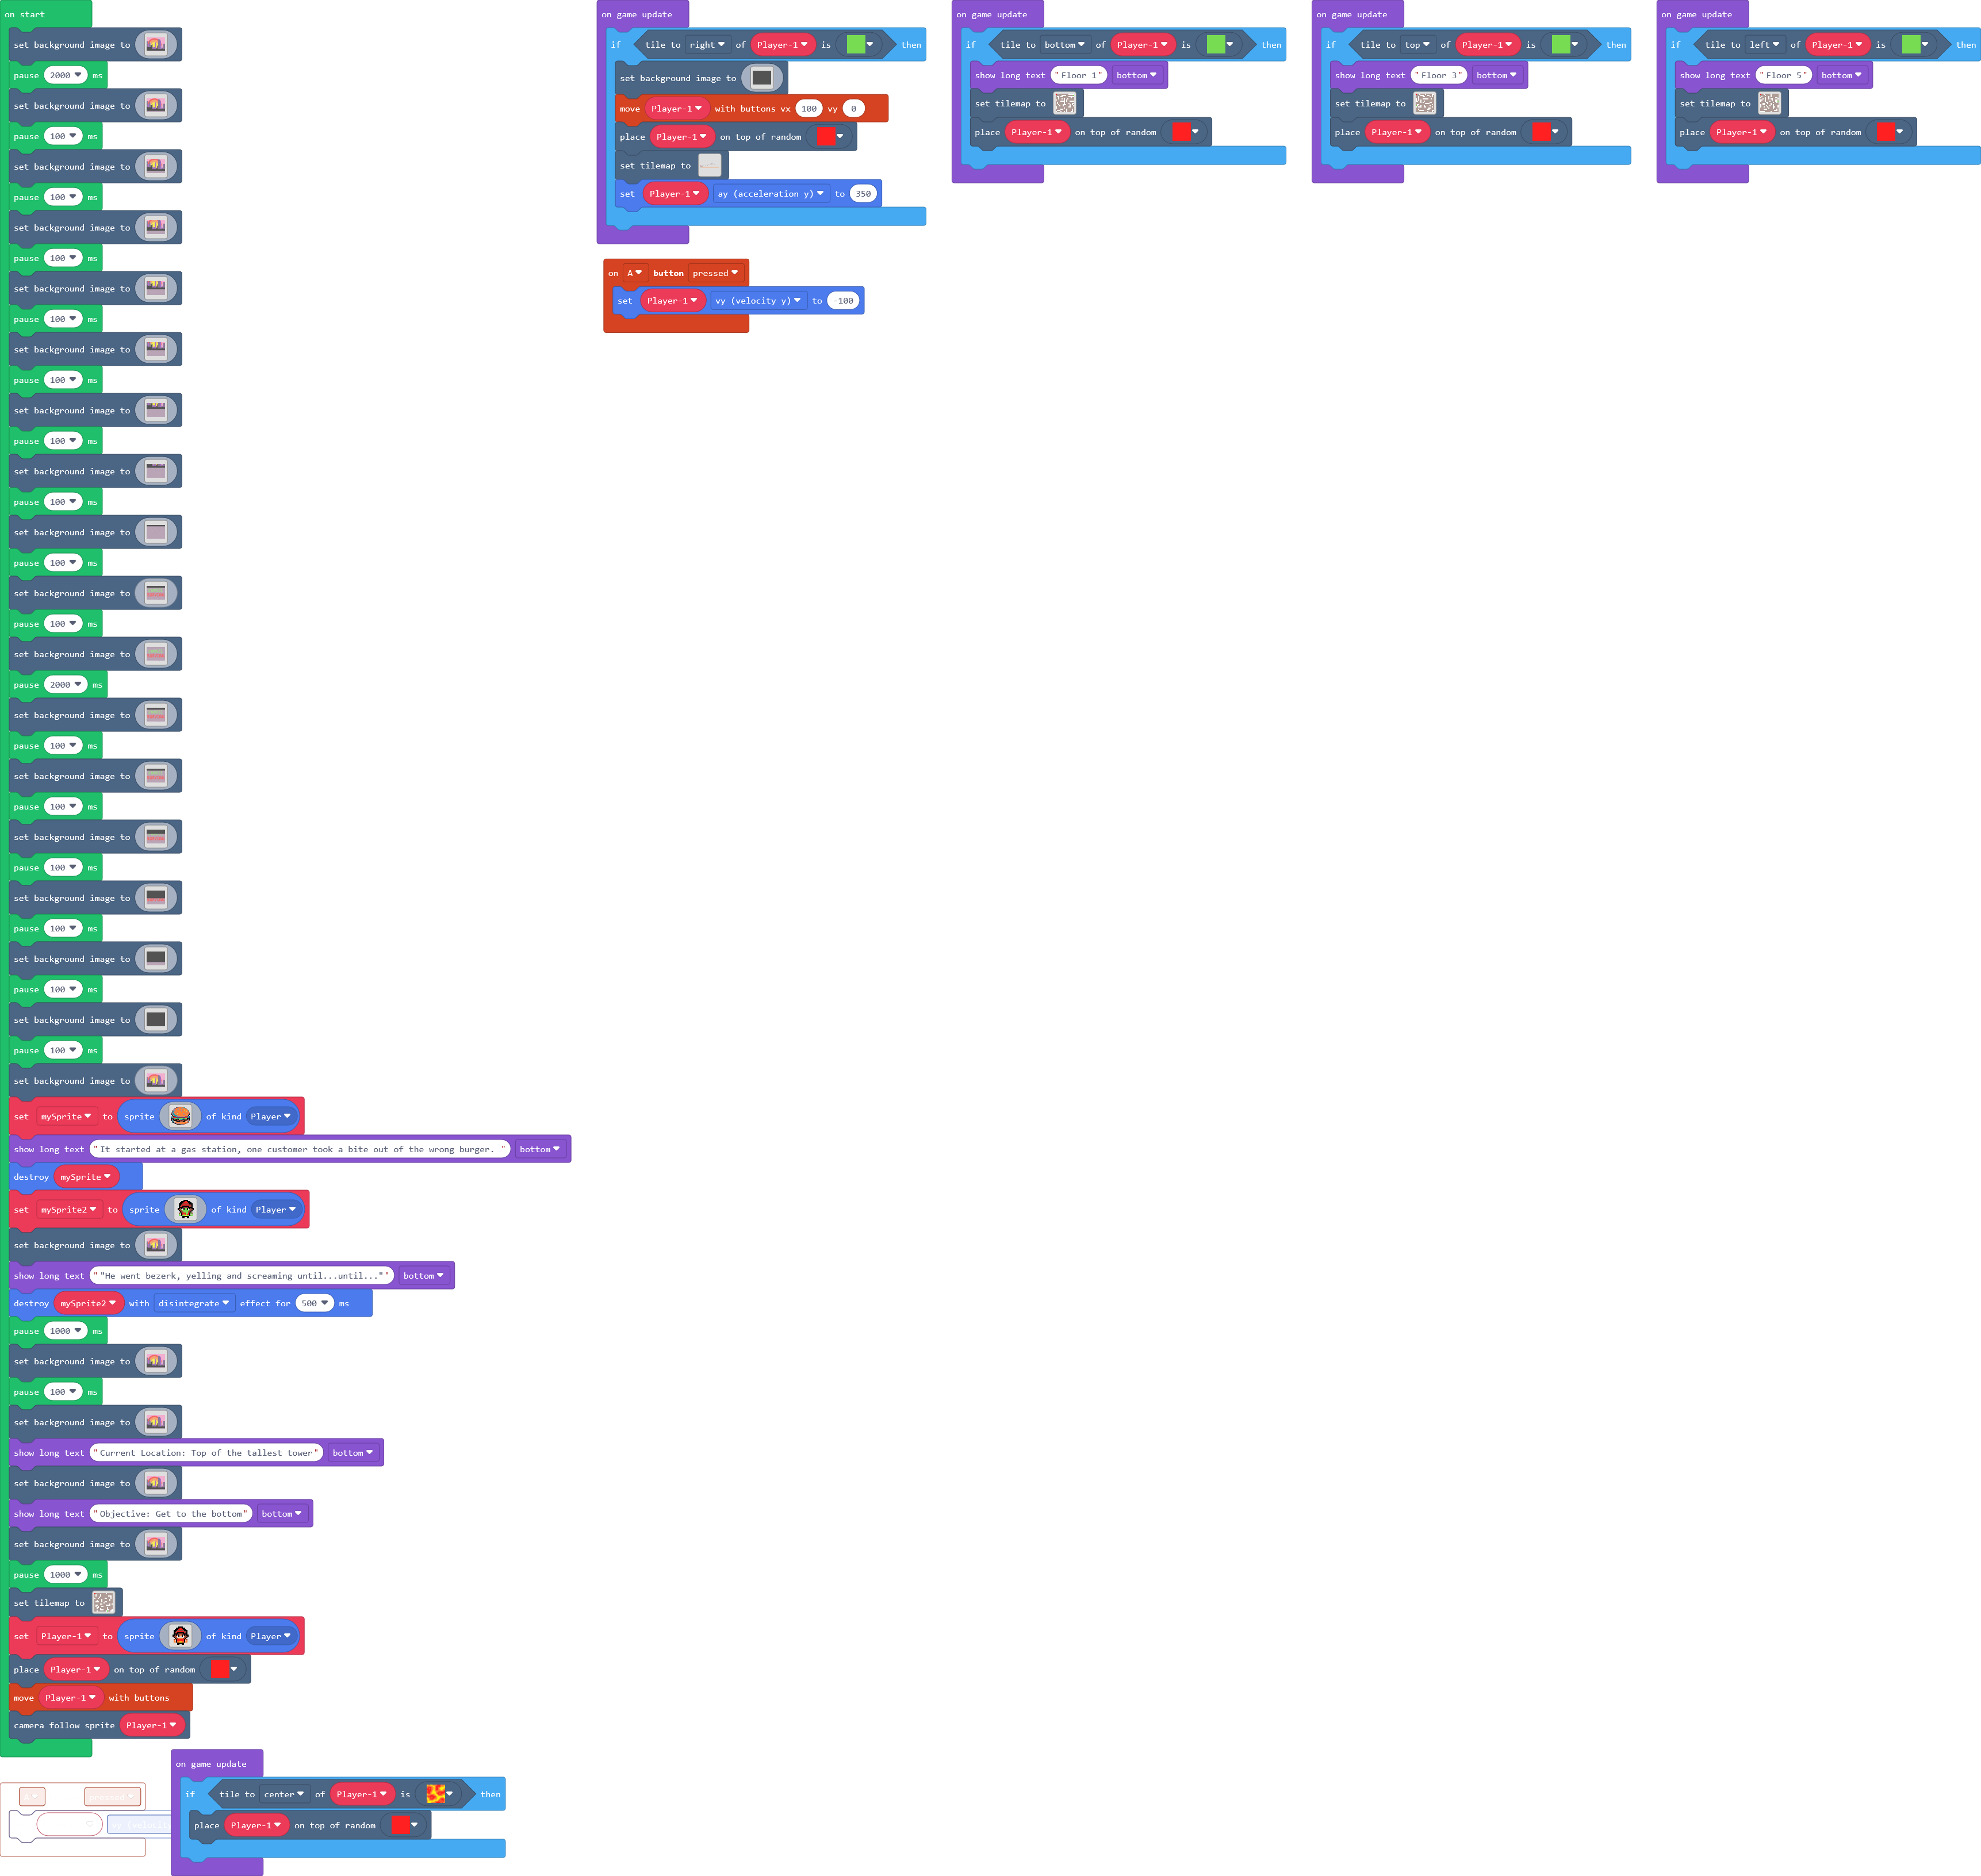 on start
set background image to
pause 2000 ms
set background image to
pause 100 ms
set background image to
pause 100 ms
set background image to
pause 100 ms
set background image to
pause 100 ms
set background image to
pause 100 ms
set background image to
pause 100 ms
set background image to
pause 100 ms
set background image to
pause 100 ms
set background image to
pause 100 ms
set background image to
pause 2000 ms
set background image to
pause 100 ms
set background image to
pause 100 ms
set background image to
pause 100 ms
set background image to
pause 100 ms
set background image to
pause 100 ms
set background image to
pause 100 ms
set background image to
set mySprite to sprite of kind Player
show long text "It started at a gas station, one customer took a bite out of the wrong burger. " bottom
destroy mySprite
set mySprite2 to sprite of kind Player
set background image to
show long text ""He went bezerk, yelling and screaming until...until..."" bottom
destroy mySprite2 with disintegrate effect for 500 ms
pause 1000 ms
set background image to
pause 100 ms
set background image to
show long text "Current Location: Top of the tallest tower" bottom
set background image to
show long text "Objective: Get to the bottom" bottom
set background image to
pause 1000 ms
set tilemap to
set Player-1 to sprite of kind Player
place Player-1 on top of random
move Player-1 with buttons
camera follow sprite Player-1
on game update
if tile to right of Player-1 is then
set background image to
move Player-1 with buttons vx 100 vy 0
place Player-1 on top of random
set tilemap to
set Player-1 ay (acceleration y) to 350
on A button pressed
set Player-1 vy (velocity y) to -100
on game update
if tile to bottom of Player-1 is then
show long text "Floor 1" bottom
set tilemap to
place Player-1 on top of random
on game update
if tile to top of Player-1 is then
show long text "Floor 3" bottom
set tilemap to
place Player-1 on top of random
on game update
if tile to left of Player-1 is then
show long text "Floor 5" bottom
set tilemap to
place Player-1 on top of random
on game update
if tile to center of Player-1 is then
place Player-1 on top of random